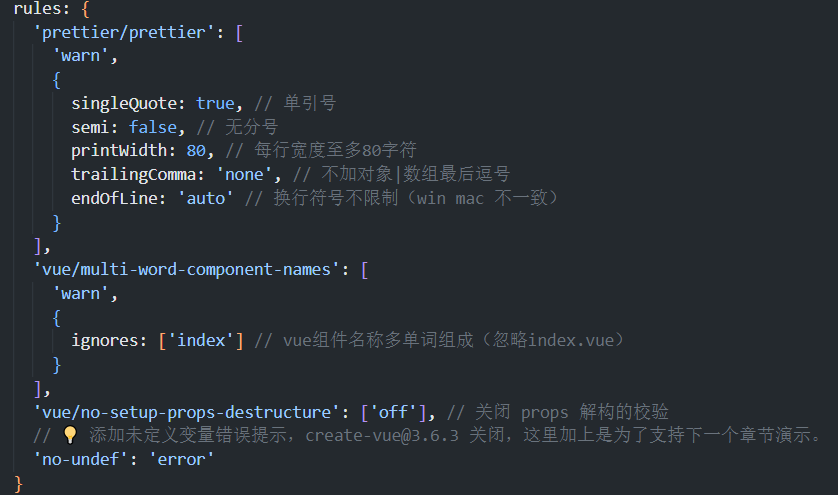 rules: {
'prettier/prettier': [
'warn',
{
singleQuote: true, // 单引号
semi: false, // 无分号
printWidth: 80, // 每行宽度至多80字符
trailingComma: 'none', // 不加对象|数组最后逗号
endOfLine: 'auto' // 换行符号不限制（win mac 不一致）
}
],
'vue/multi-word-component-names': [
'warn',
{
ignores: ['index'] // vue组件名称多单词组成（忽略index.vue）
}
],
'vue/no-setup-props-destructure': ['off'], // 关闭 props 解构的校验
// 💡 添加未定义变量错误提示，create-vue@3.6.3 关闭，这里加上是为了支持下一个章节演示。
'no-undef': 'error'
}